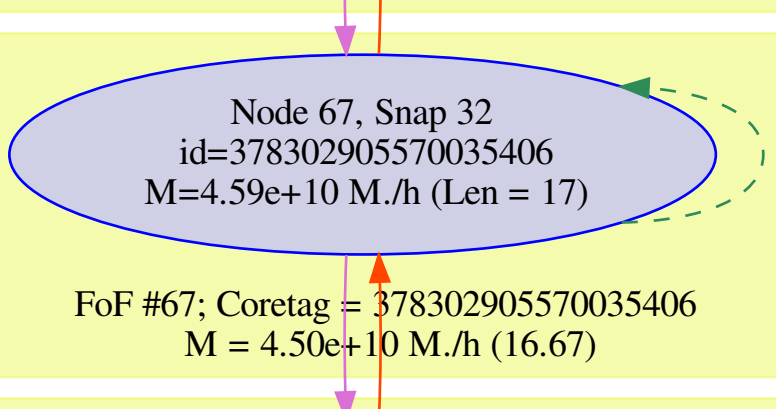 Node 67, Snap 32
id=378302905570035406
M=4.59e+10 M./h (Len = 17)
FoF #67; Coretag = 378302905570035406
M = 4.50e+10 M./h (16.67)